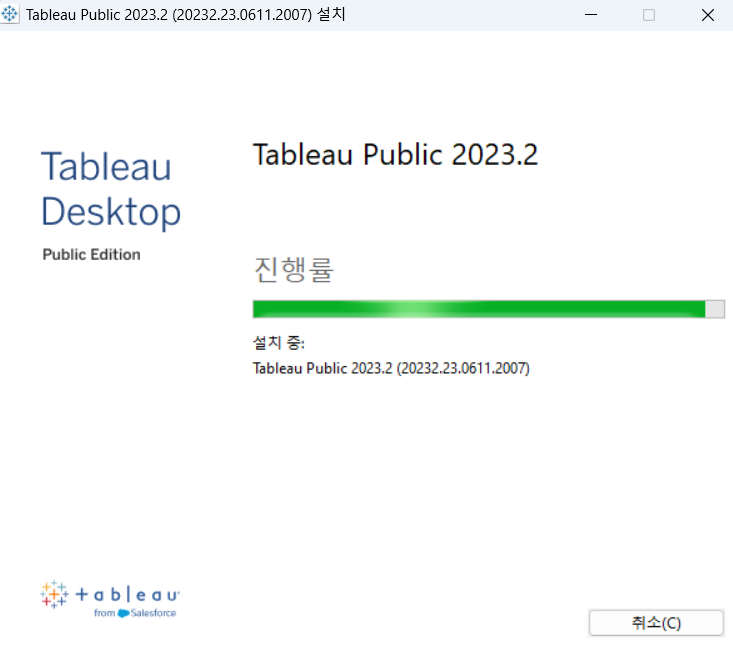 Tableau Public 2023.2 (20232.23.0611.2007) 설치
Tableau
Desktop
Public Edition
Tableau Public 2023.2
진행률
설치 중:
Tableau Public 2023.2 (20232.23.0611.2007)
+ableau
from Salesforce
취소(C)